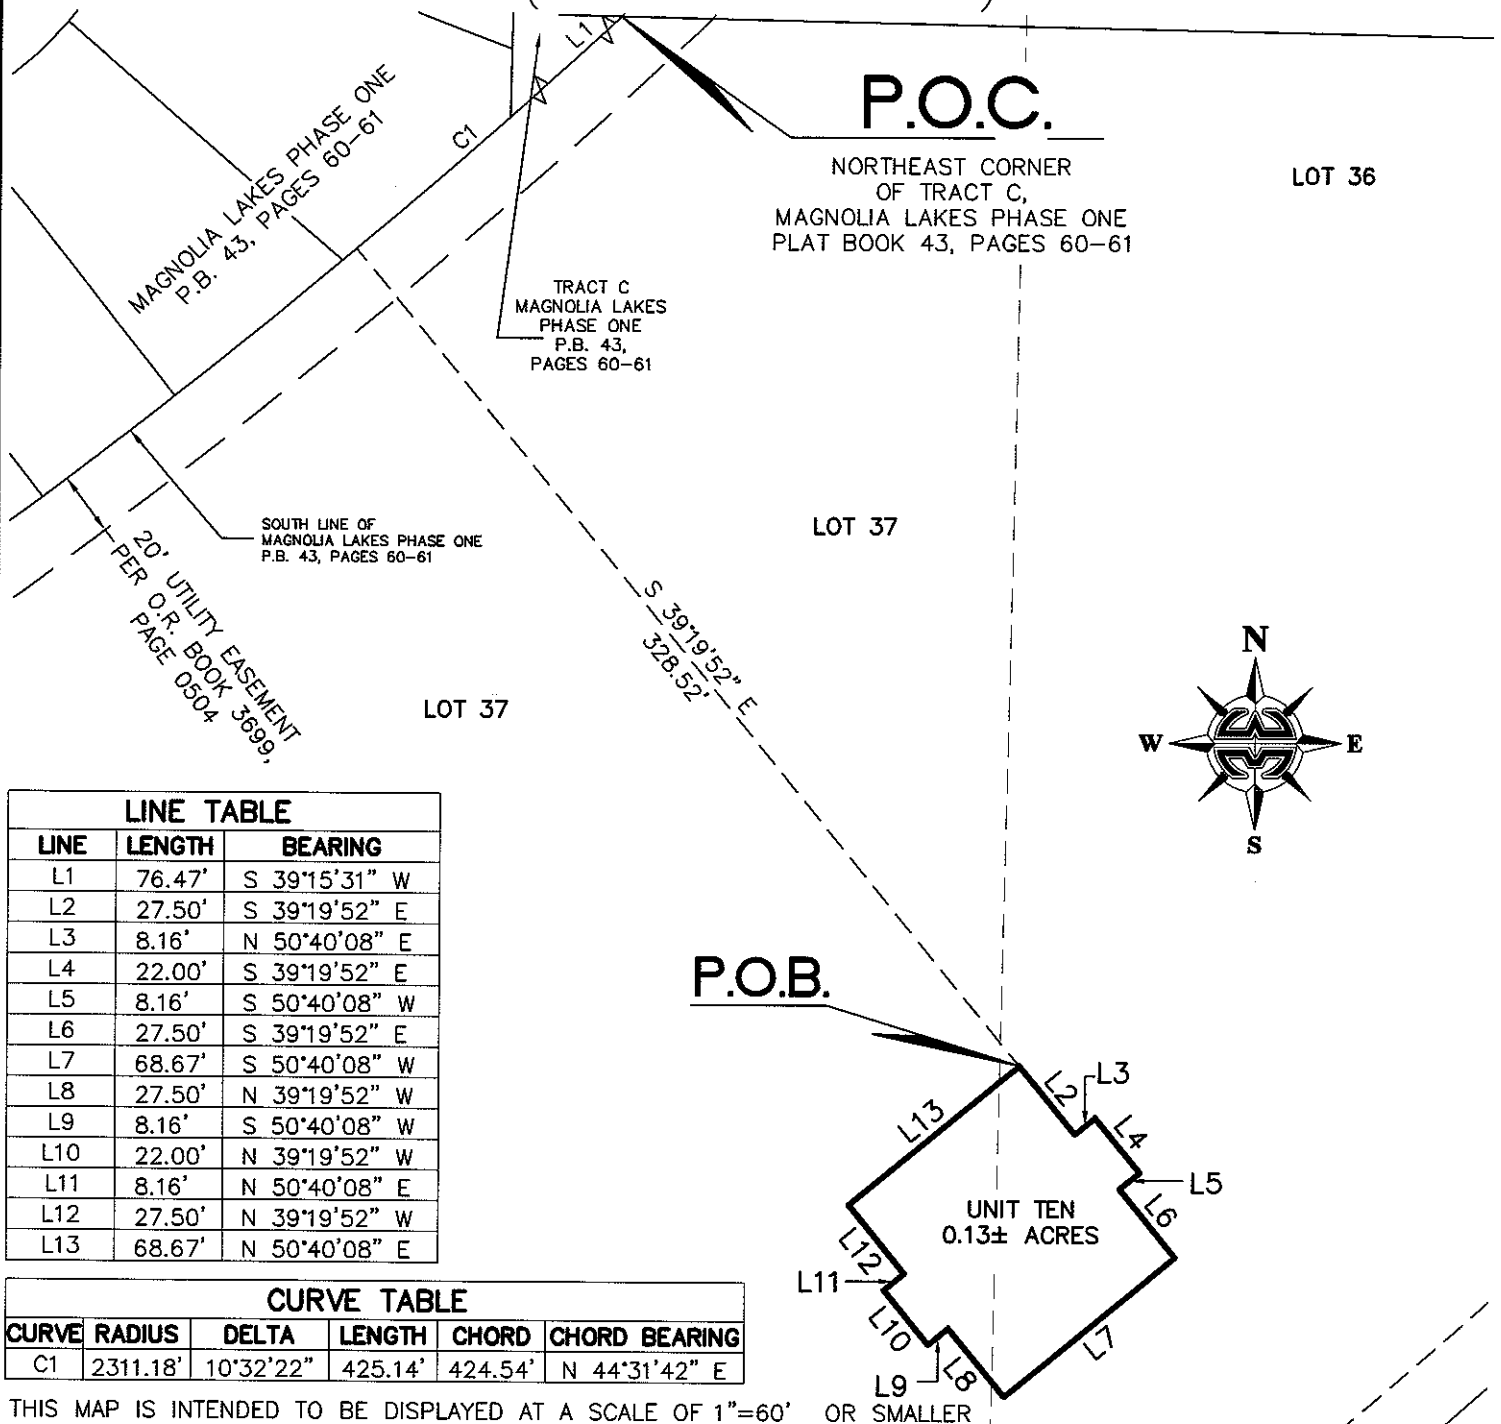 L1
C1
P.O.C.
NORTHEAST CORNER
OF TRACT C,
MAGNOLIA LAKES PHASE ONE
PLAT BOOK 43, PAGES 60-61
LOT 36
MAGNOLIA LAKES PHASE ONE
P.B. 43, PAGES 60-61
TRACT C
MAGNOLIA LAKES
PHASE ONE
P.B. 43,
PAGES 60-61
SOUTH LINE OF
MAGNOLIA LAKES PHASE ONE
P.B. 43, PAGES 60-61
LOT 37
20' UTILITY EASEMENT
PER O.R. BOOK 3699,
PAGE 0504
S 39°19'52" E
328.52'
LOT 37
N
W E
S
LINE TABLE
LINE LENGTH BEARING
L1 76.47' S 39°15'31" W
L2 27.50' S 39°19'52" E
L3 8.16' N 50°40'08" E
L4 22.00' S 39°19'52" E
L5 8.16' S 50°40'08" W
L6 27.50' S 39°19'52" E
L7 68.67' S 50°40'08" W
L8 27.50' N 39°19'52" W
L9 8.16' S 50°40'08" W
L10 22.00' N 39°19'52" W
L11 8.16' N 50°40'08" E
L12 27.50' N 39°19'52" W
L13 68.67' N 50°40'08" E
P.O.B.
L2
L3
L4
L13
L5
L6
UNIT TEN
0.13± ACRES
L12
L11
L10
L7
L9
L8
CURVE TABLE
CURVE RADIUS DELTA LENGTH CHORD CHORD BEARING
C1 2311.18' 10°32'22" 425.14' 424.54' N 44°31'42" E
THIS MAP IS INTENDED TO BE DISPLAYED AT A SCALE OF 1"=60' OR SMALLER